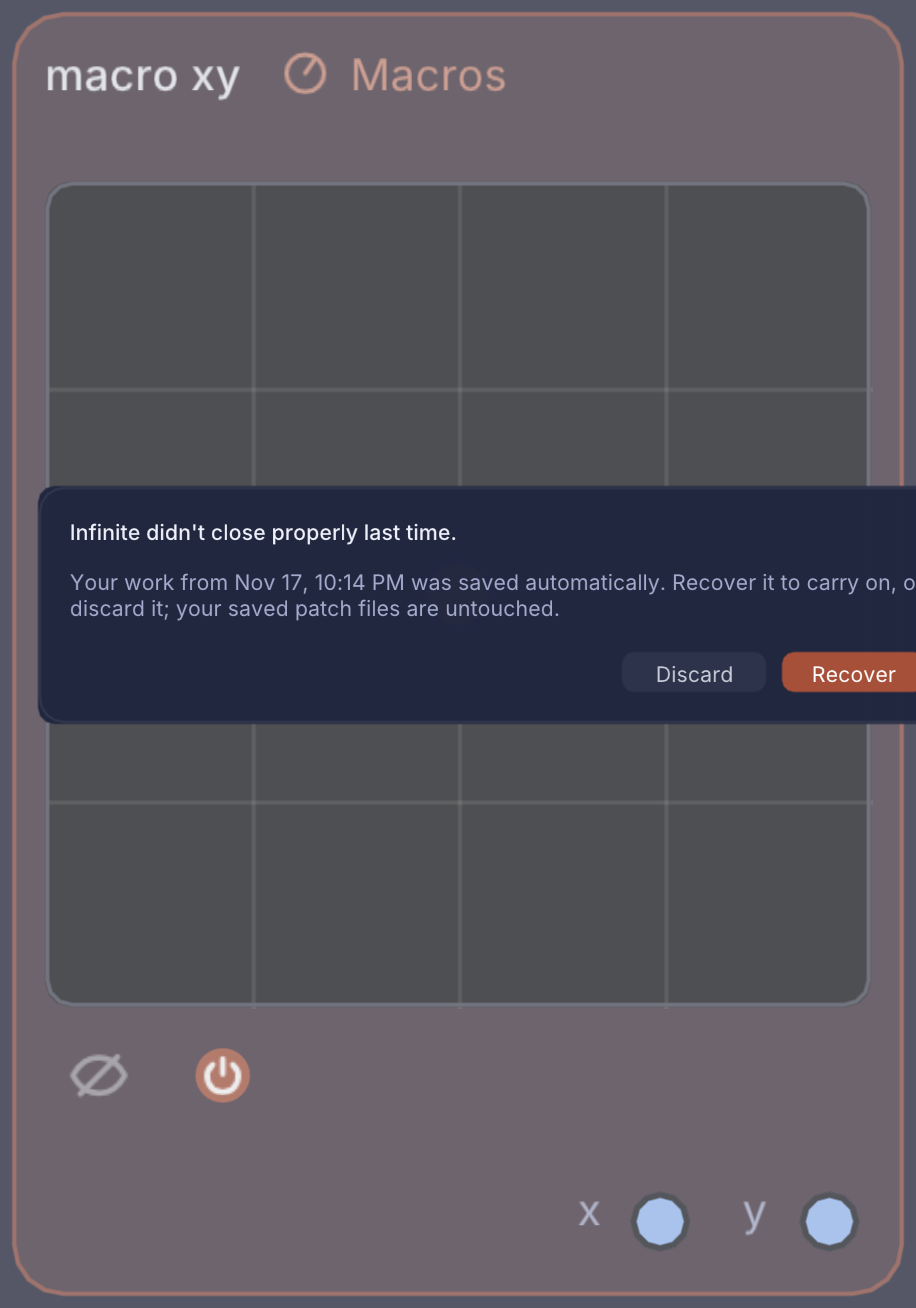 macro xy Macros
Infinite didn't close properly last time.
Your work from Nov 17, 10:14 PM was saved automatically. Recover it to carry on, o
discard it; your saved patch files are untouched.
Discard Recover
x y